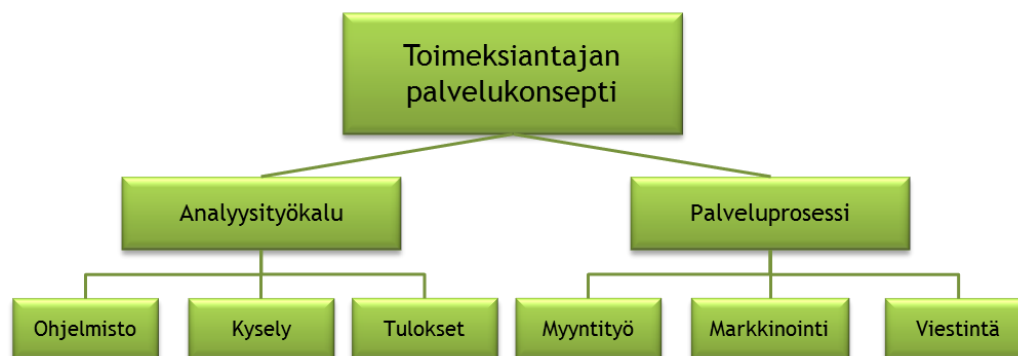 Toimeksiantajan
palvelukonsepti
Analyysityökalu
Palveluprosessi
Ohjelmisto
Kysely
Tulokset
Myyntityö
Markkinointi
Viestintä